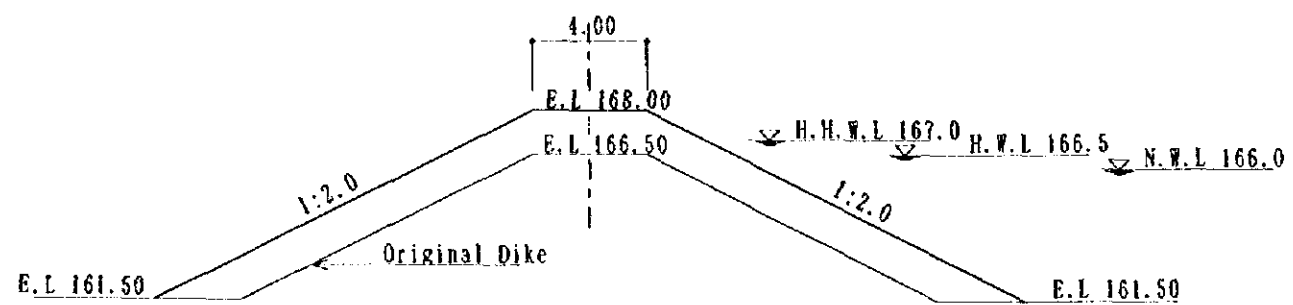 4.00
E.L 168.00
H.H.W.L 167.0
H.W.L 166.5
E.L 166.50
N.W.L 166.0
1:2.0
1:2.0
Original Dike
E.L 161.50
E.L 161.50